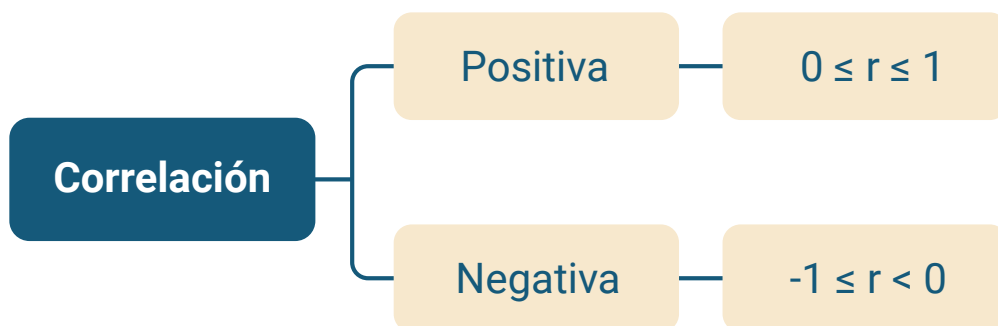 Correlación
Positiva
0 ≤ r ≤ 1
Negativa
-1 ≤ r < 0